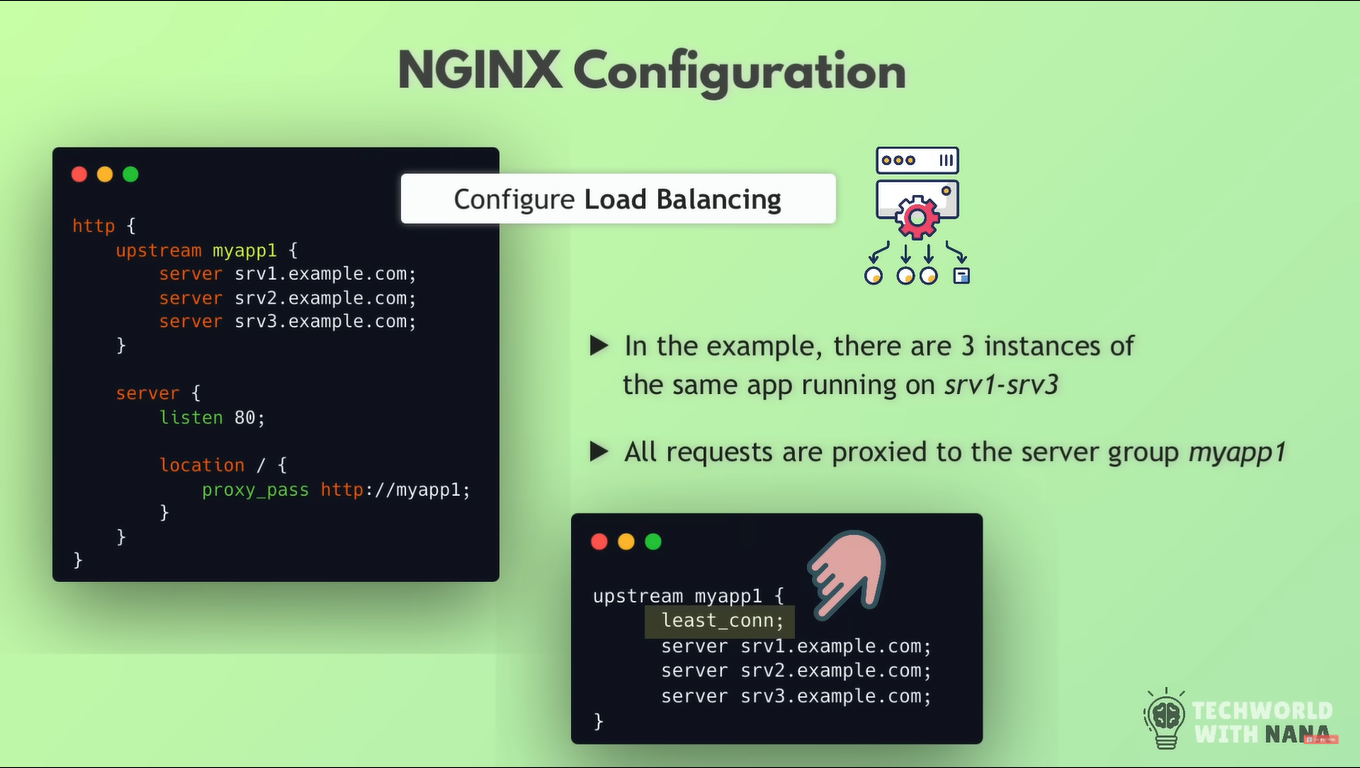 NGINX Configuration
Configure Load Balancing
http {
    upstream myapp1 {
        server srv1.example.com;
        server srv2.example.com;
        server srv3.example.com;
    }
    server {
        listen 80;
        location / {
            proxy_pass http://myapp1;
        }
    }
}
▶ In the example, there are 3 instances of
the same app running on srv1-srv3
▶ All requests are proxied to the server group myapp1
upstream myapp1 {
      least_conn;
      server srv1.example.com;
      server srv2.example.com;
      server srv3.example.com;
}
TECHWORLD
WITH NANA